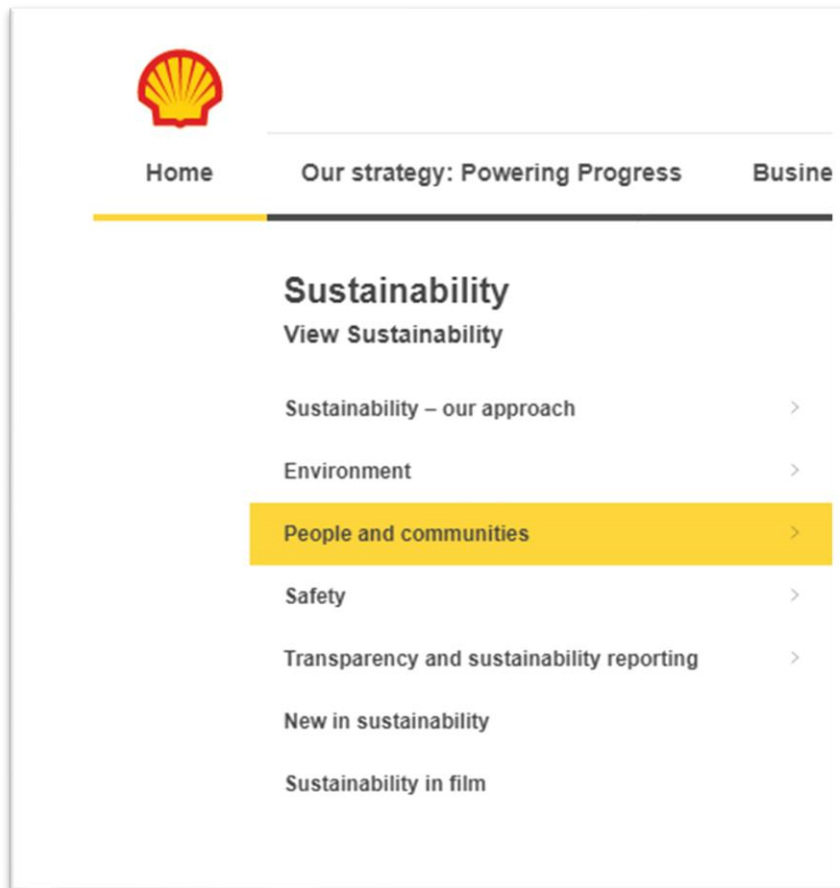 Home Our strategy: Powering Progress Busine
Sustainability
View Sustainability
Sustainability – our approach
Environment
People and communities
Safety
Transparency and sustainability reporting
New in sustainability
Sustainability in film